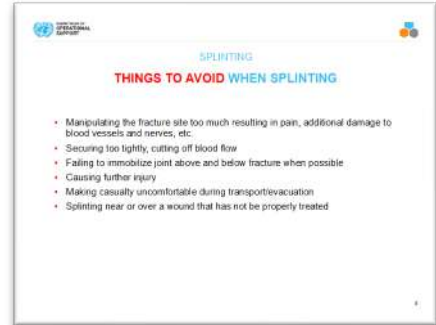 OPERATIONAL
SUPPORT
SPLINTING
THINGS TO AVOID WHEN SPLINTING
• Manipulating the fracture site too much resulting in pain, additional damage to
blood vessels and nerves, etc.
• Securing too tightly, cutting off blood flow
• Failing to immobilize joint above and below fracture when possible
• Causing further injury
• Making casualty uncomfortable during transport/evacuation
• Splinting near or over a wound that has not be properly treated